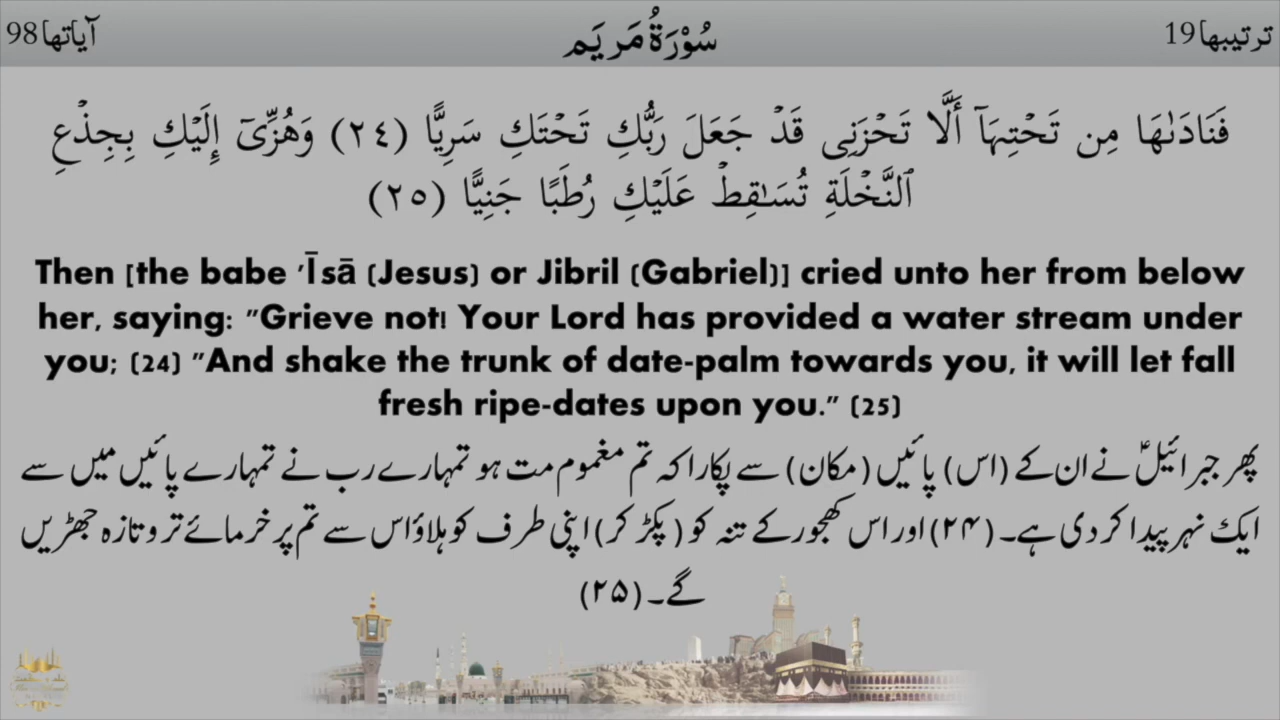 ترتيبها19
سُوْرَةُ مَريَم
آیاتها98
فَنَادَىٰهَا مِن تَحْتِهَآ أَلَّا تَحْزَنِى قَدْ جَعَلَ رَبُّكِ تَحْتَكِ سَرِيًّا (٢٤) وَهُزِّىٓ إِلَيْكِ بِجِذْعِ
ٱلنَّخْلَةِ تُسَـٰقِطْ عَلَيْكِ رُطَبًا جَنِيًّا (٢٥)
Then [the babe 'Īsā (Jesus) or Jibril (Gabriel)] cried unto her from below
her, saying: "Grieve not! Your Lord has provided a water stream under
you; (24) "And shake the trunk of date-palm towards you, it will let fall
fresh ripe-dates upon you." (25)
پھر جبرائیلؑ نے ان کے (اس) پائیں (مکان) سے پکارا کہ تم مغموم مت ہو تمہارے رب نے تمہارے پائیں میں سے
ایک نہر پیدا کر دی ہے۔ (۲۴) اور اس کھجور کے تنہ کو (پکڑ کر) اپنی طرف کو ہلاؤ اس سے تم پر خرمائے تر و تازہ جھڑیں
گے۔ (۲۵)